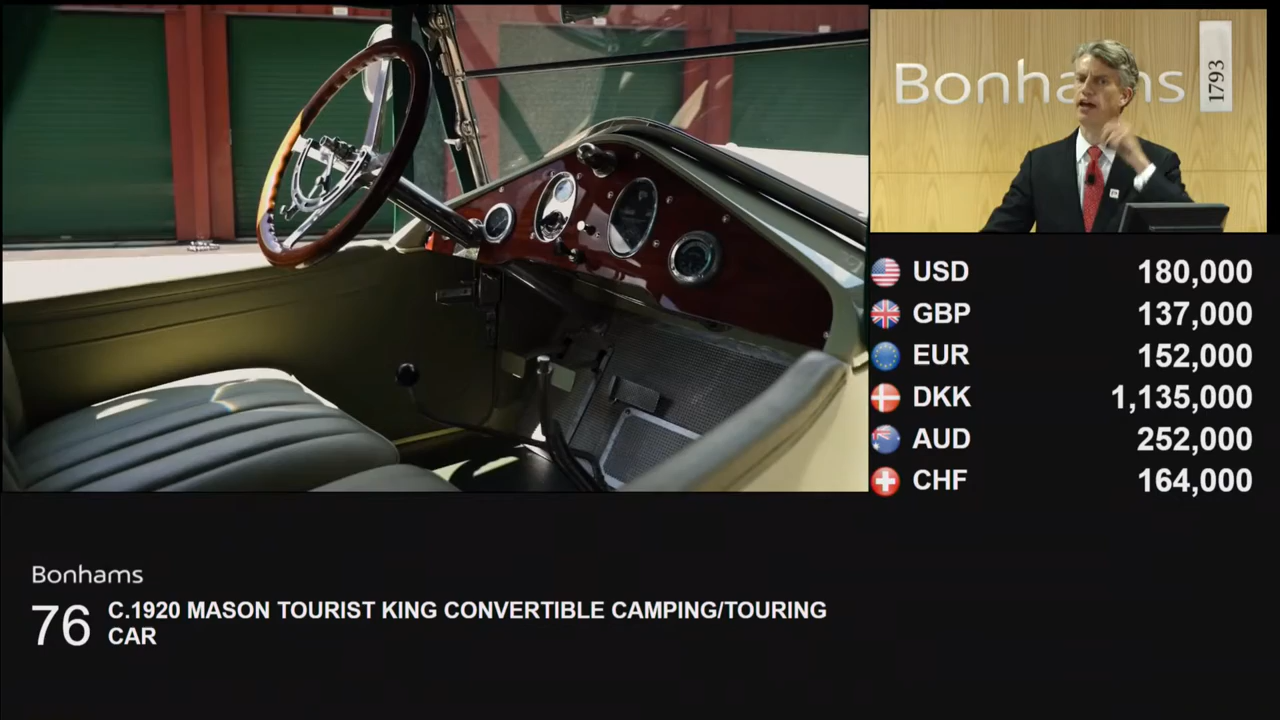 Bonhams
1793
USD 180,000
GBP 137,000
EUR 152,000
DKK 1,135,000
AUD 252,000
CHF 164,000
Bonhams
76 C.1920 MASON TOURIST KING CONVERTIBLE CAMPING/TOURING
CAR